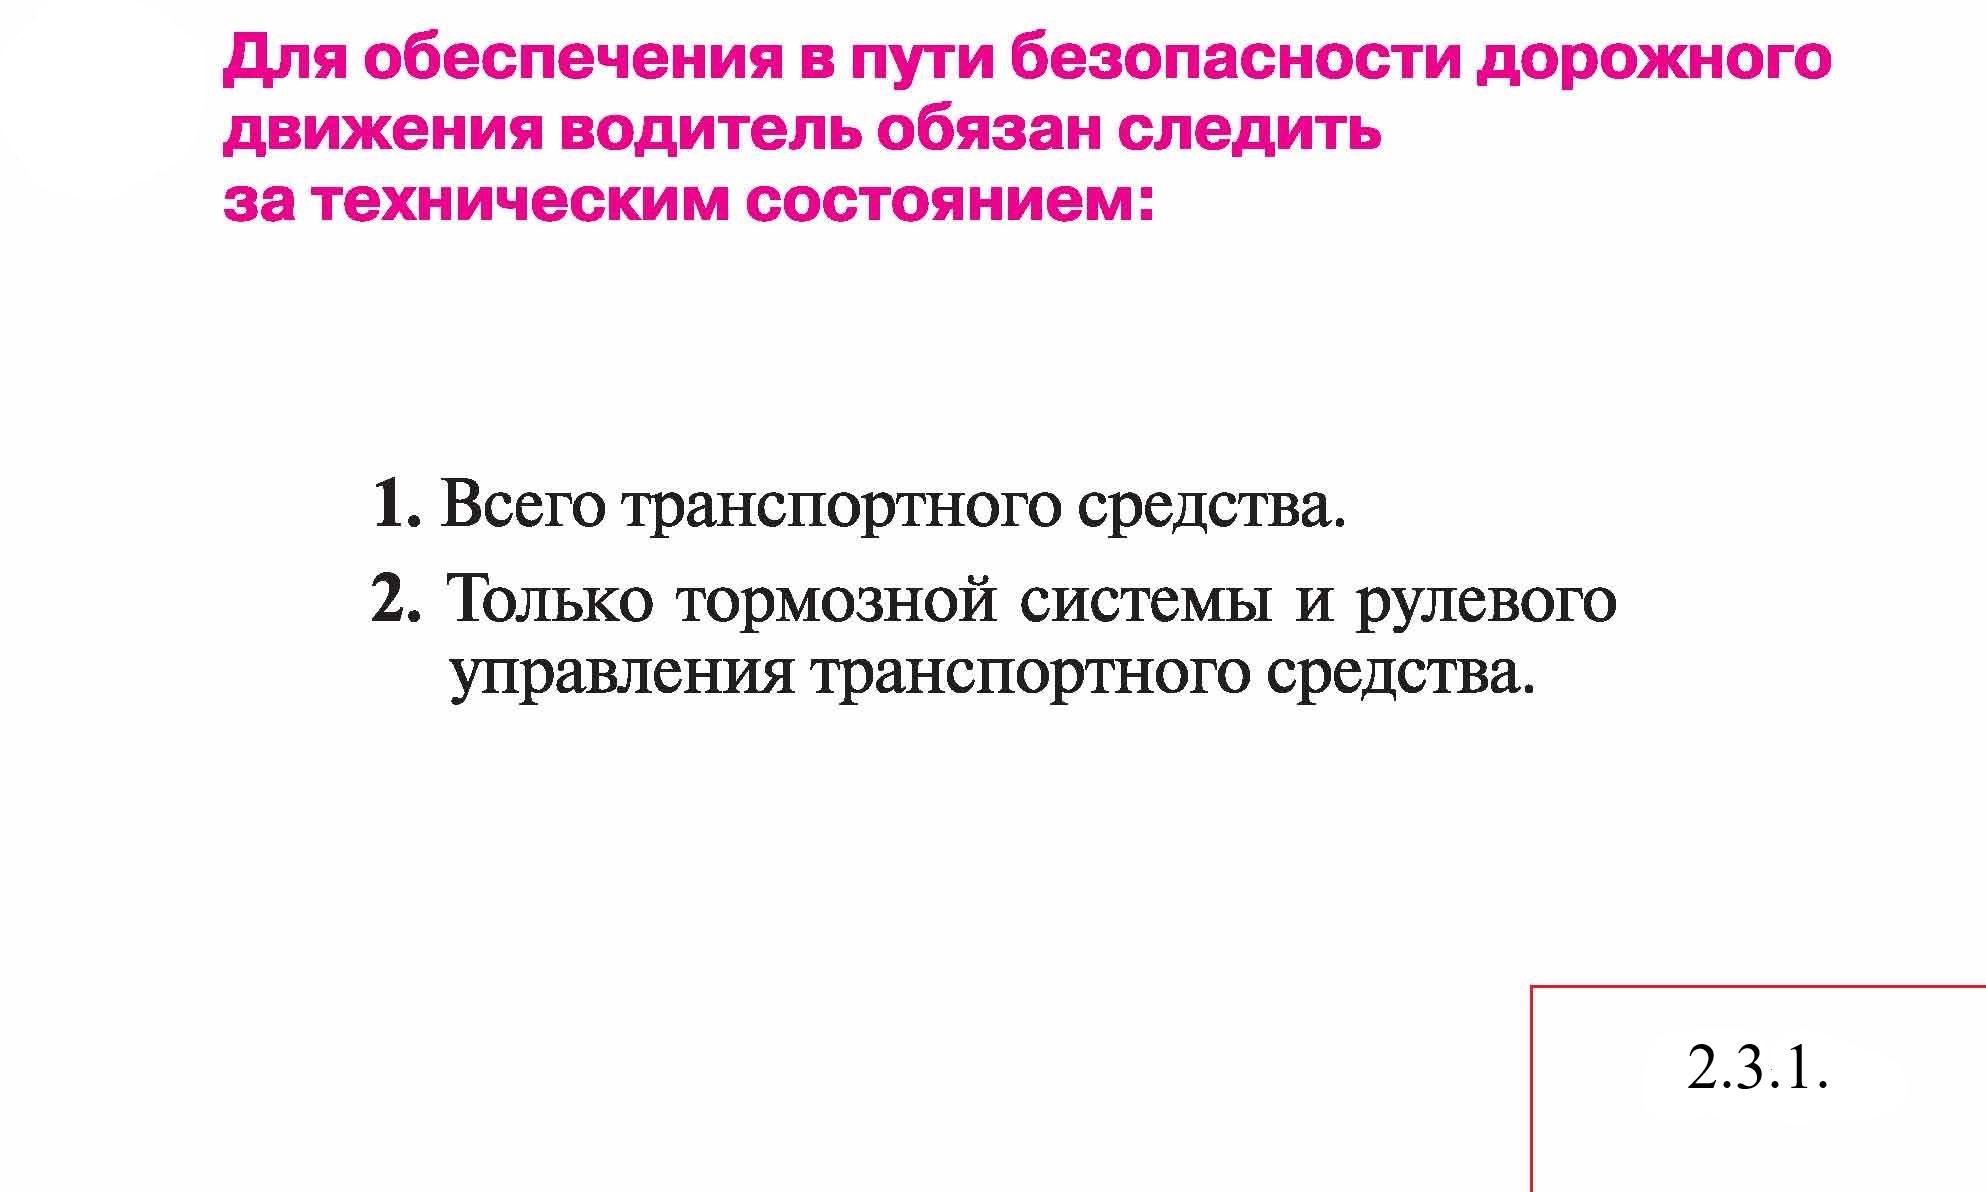 Для обеспечения в пути безопасности дорожного
движения водитель обязан следить
за техническим состоянием:
1. Всего транспортного средства.
2. Только тормозной системы и рулевого
управления транспортного средства.
2.3.1.